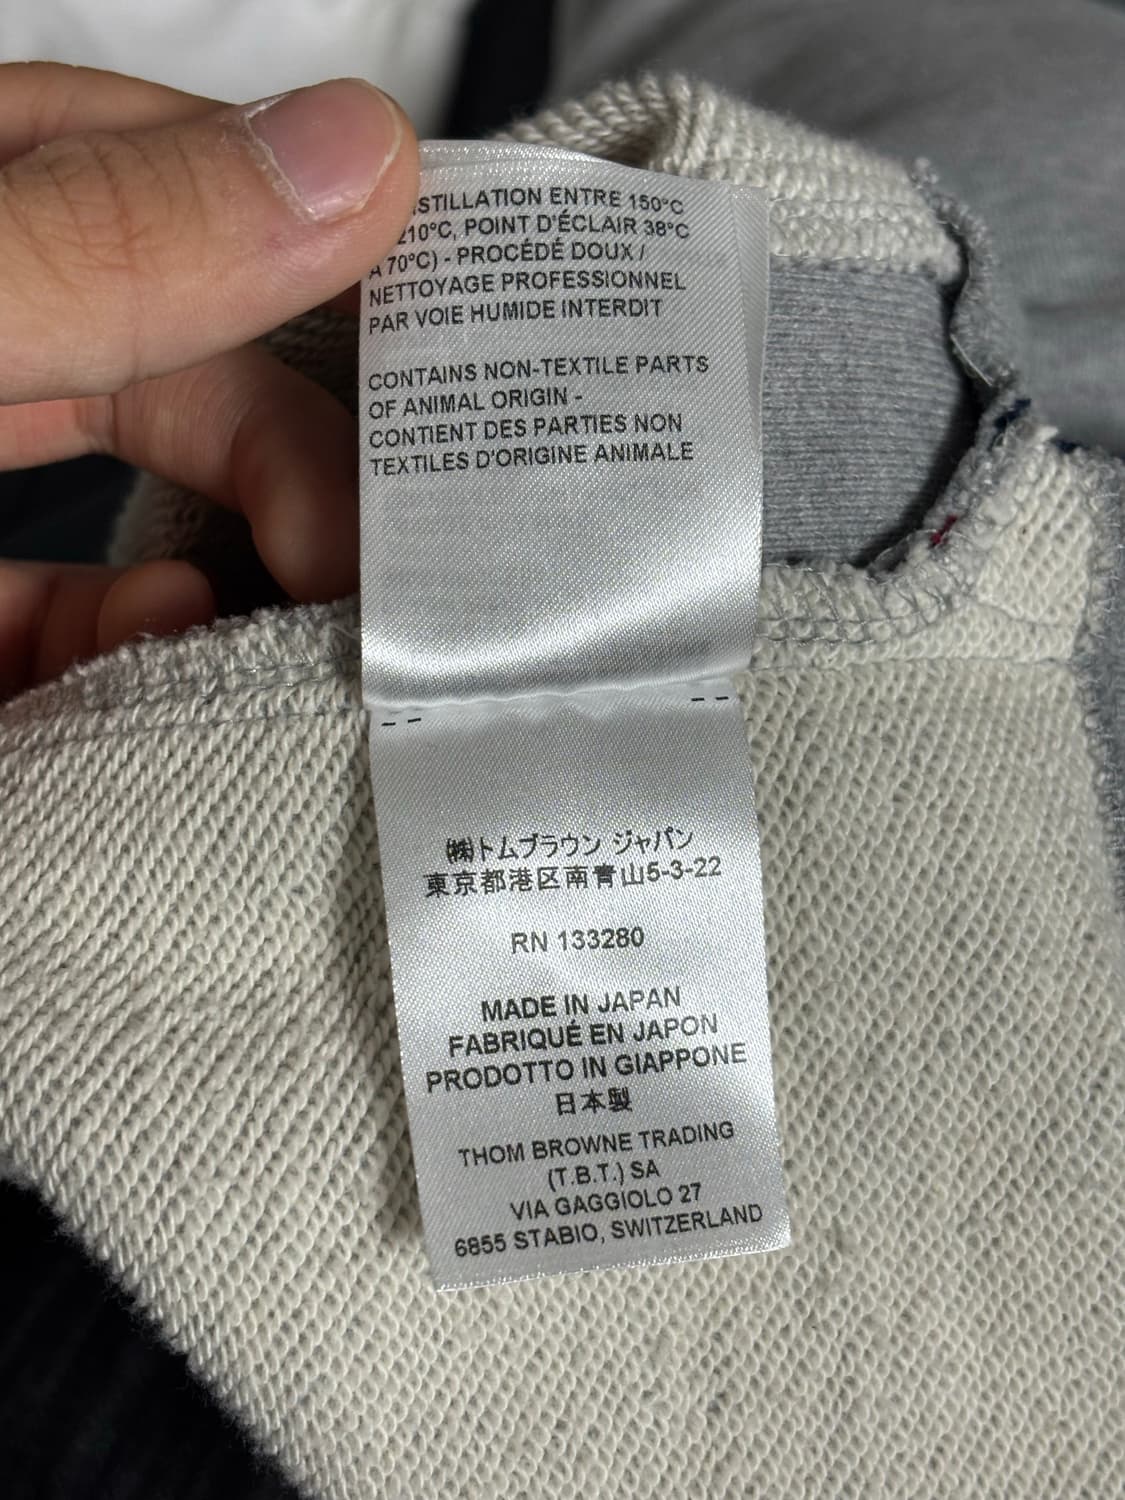 STILLATION ENTRE 150°C
210°C, POINT D'ÉCLAIR 38°C
À 70°C) - PROCÉDÉ DOUX /
NETTOYAGE PROFESSIONNEL
PAR VOIE HUMIDE INTERDIT
CONTAINS NON-TEXTILE PARTS
OF ANIMAL ORIGIN -
CONTIENT DES PARTIES NON
TEXTILES D'ORIGINE ANIMALE
㈱トムブラウン ジャパン
東京都港区南青山5-3-22
RN 133280
MADE IN JAPAN
FABRIQUÉ EN JAPON
PRODOTTO IN GIAPPONE
日本製
THOM BROWNE TRADING
(T.B.T.) SA
VIA GAGGIOLO 27
6855 STABIO, SWITZERLAND